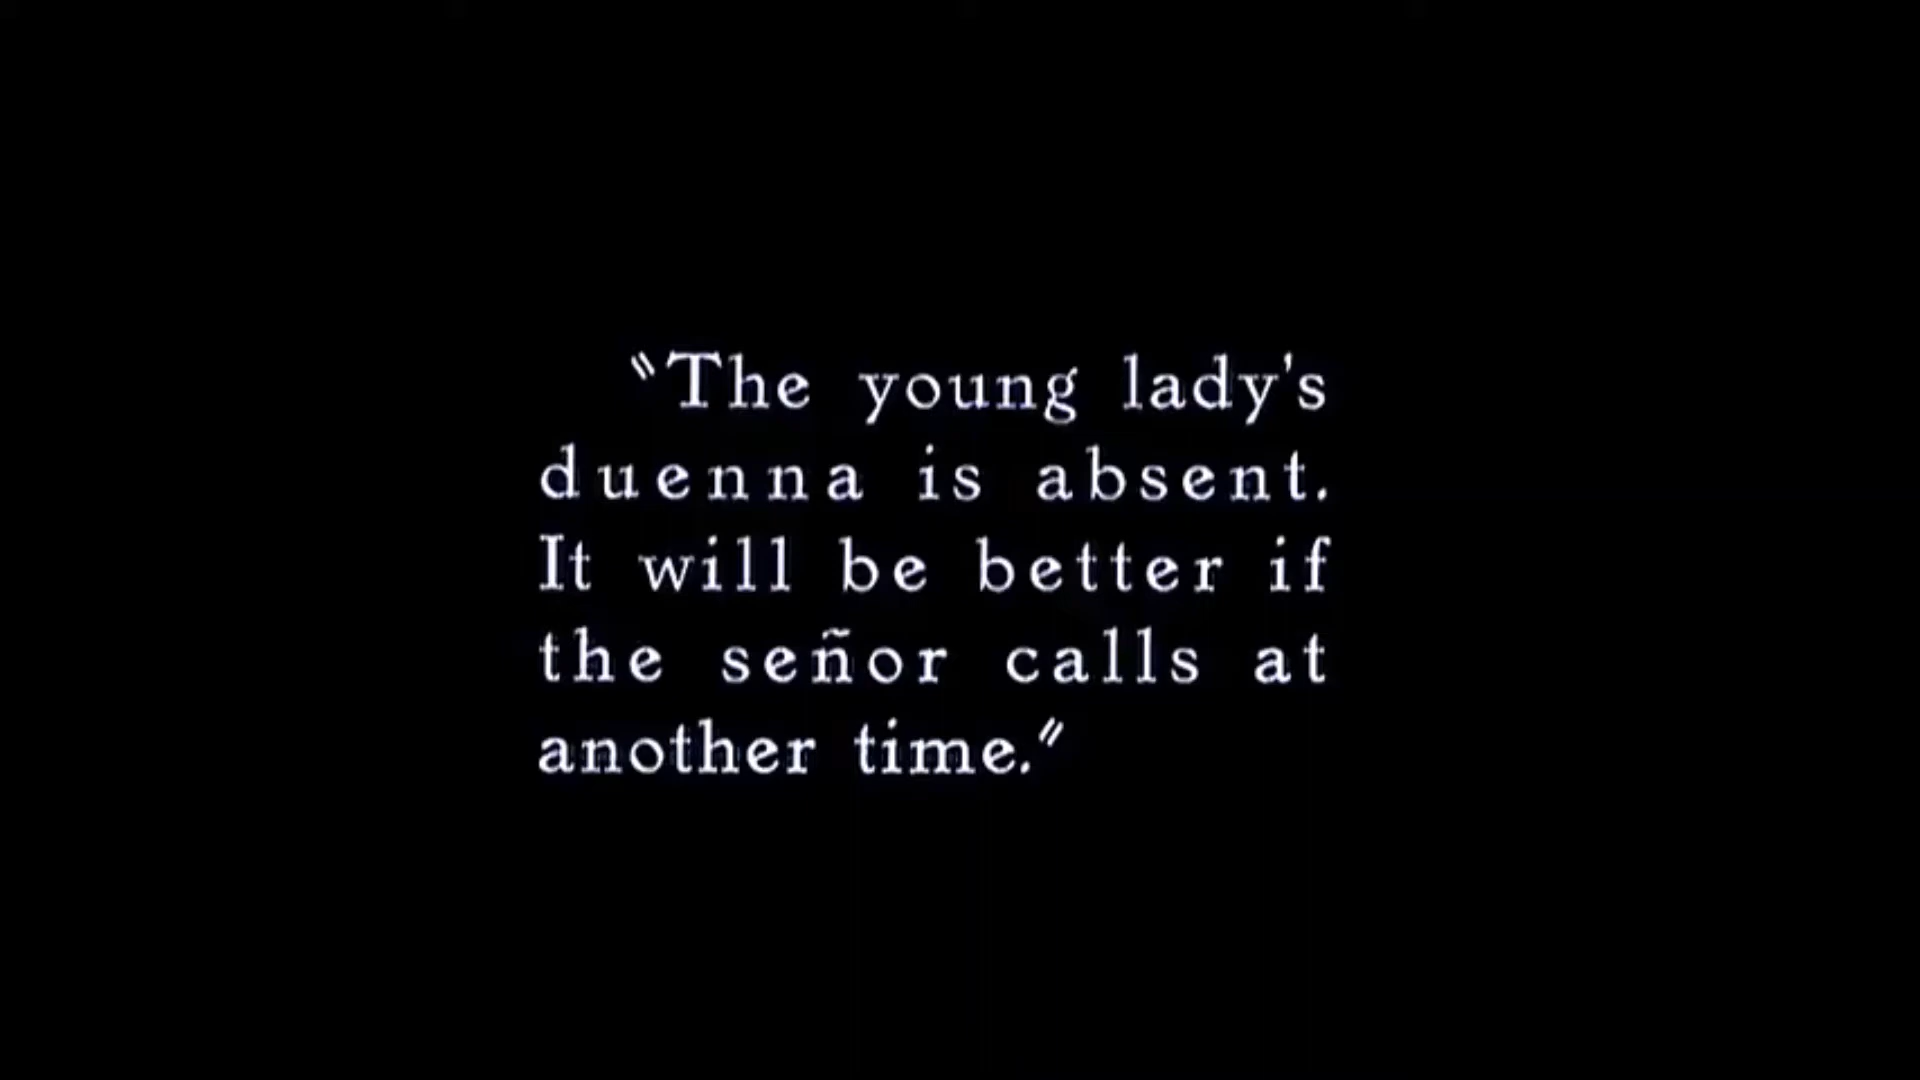 "The young lady's
duenna is absent.
It will be better if
the señor calls at
another time."